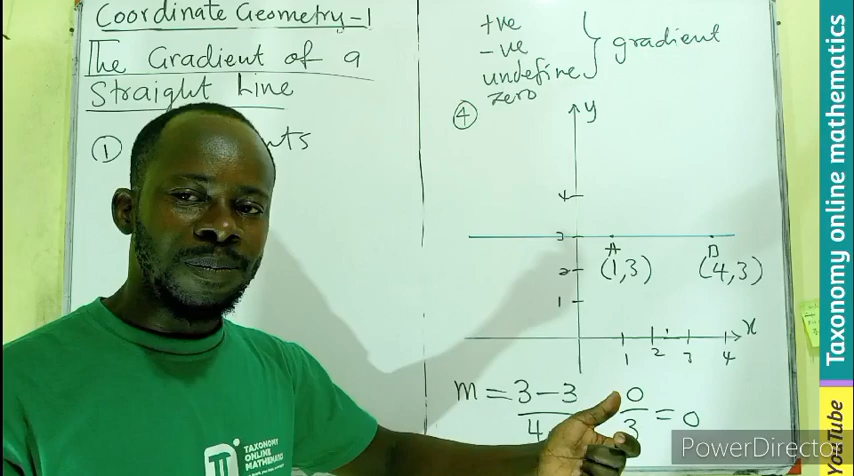 Coordinate Geometry-1
The Gradient of a
Straight Line
①
+ve
-ve
undefine
zero
} gradient
④
y
4
3
A
B
2
(1,3)
(4,3)
1
x
1 2 3 4
m = 3-3
4
0
3
= 0
TAXONOMY
ONLINE
MATHEMATICS
PowerDirector
Taxonomy online mathematics
YouTube